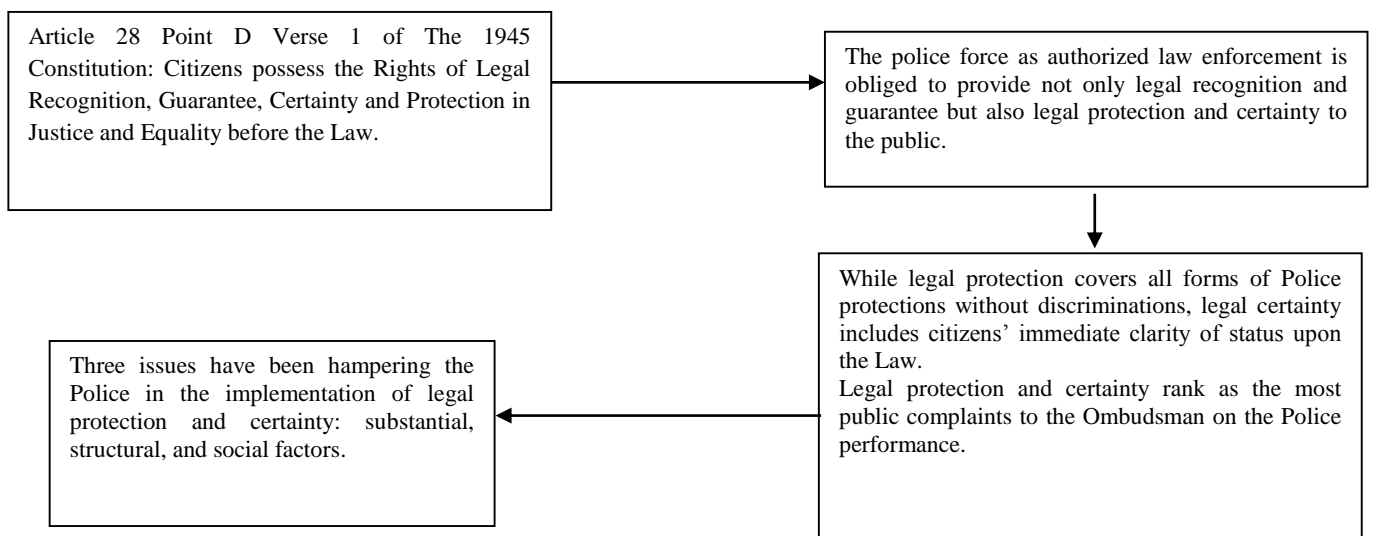 Article 28 Point D Verse 1 of The 1945
Constitution: Citizens possess the Rights of Legal
Recognition, Guarantee, Certainty and Protection in
Justice and Equality before the Law.
The police force as authorized law enforcement is
obliged to provide not only legal recognition and
guarantee but also legal protection and certainty to
the public.
While legal protection covers all forms of Police
protections without discriminations, legal certainty
includes citizens’ immediate clarity of status upon
the Law.
Legal protection and certainty rank as the most
public complaints to the Ombudsman on the Police
performance.
Three issues have been hampering the
Police in the implementation of legal
protection and certainty: substantial,
structural, and social factors.